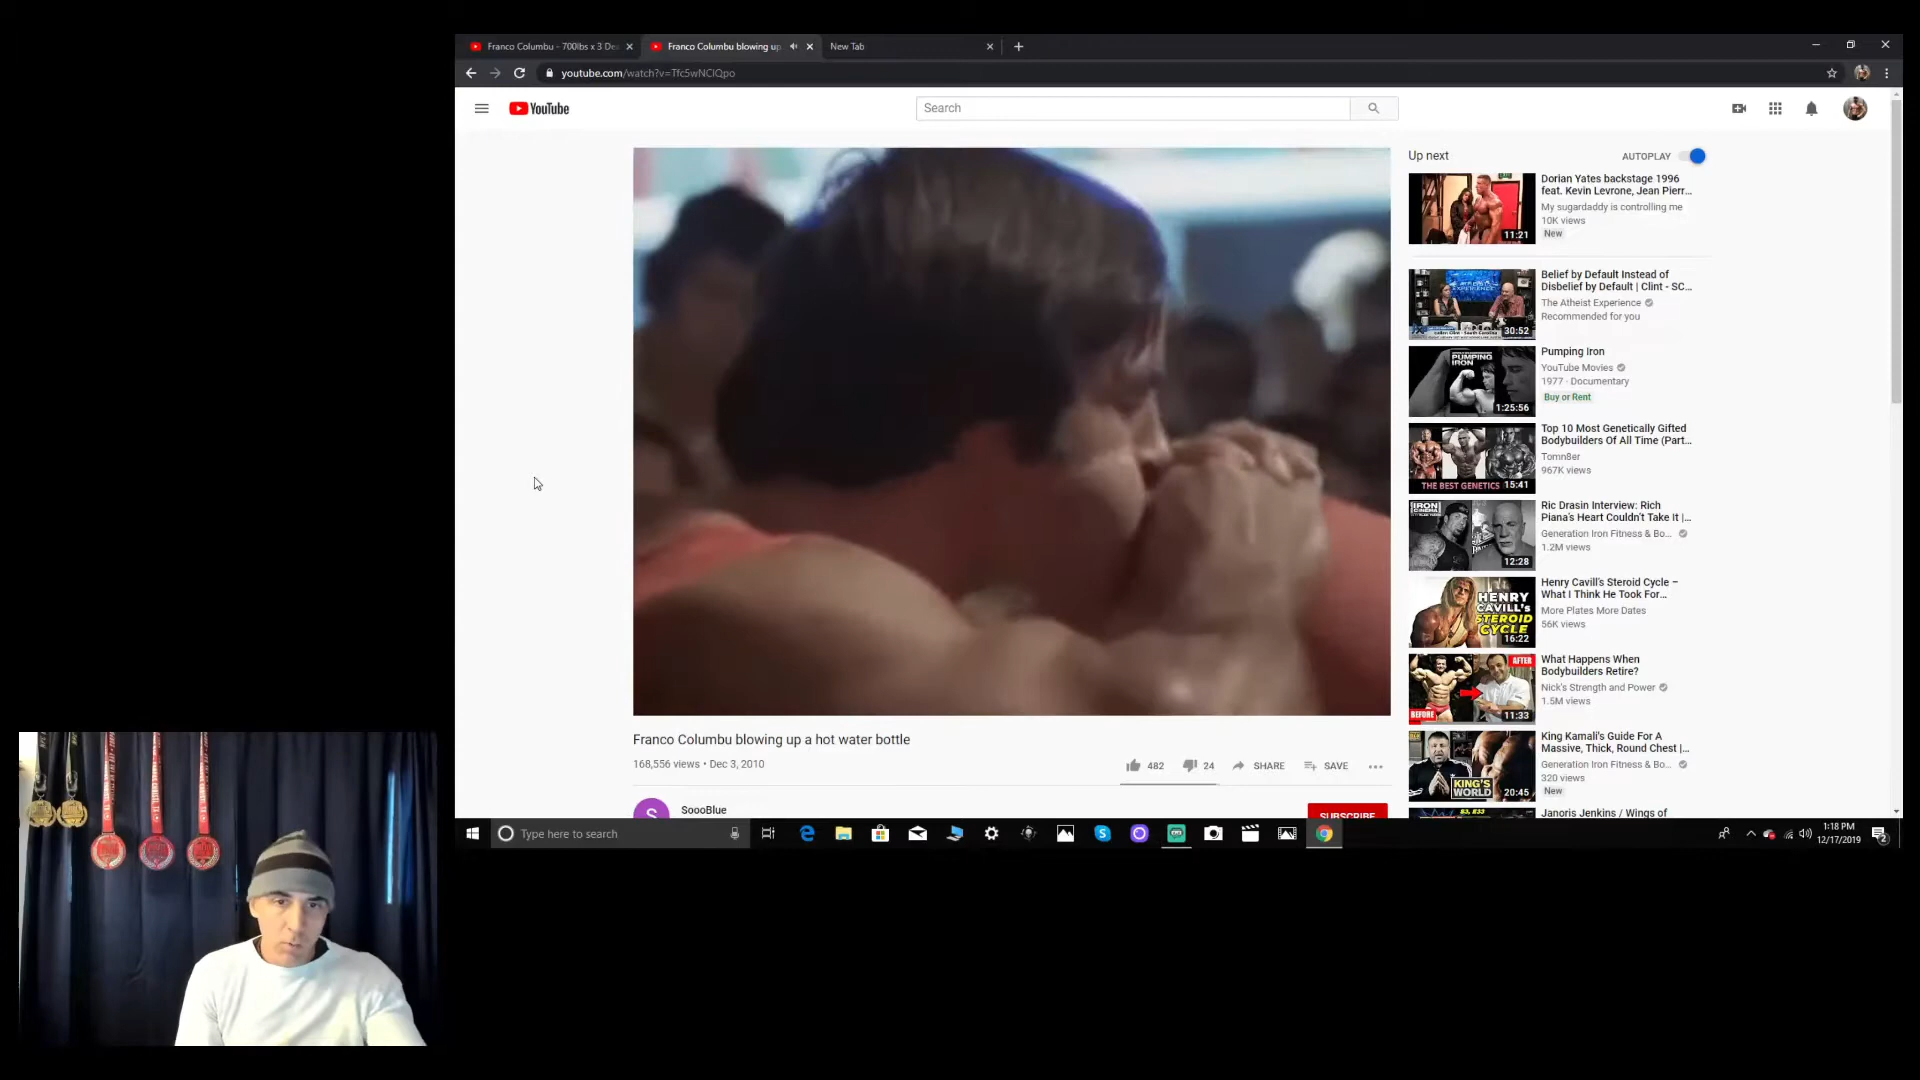 Franco Columbu - 700lbs x 3 De
Franco Columbu blowing up
New Tab
youtube.com/watch?v=Tfc5wNCIQpo
YouTube
Search
Up next
AUTOPLAY
Dorian Yates backstage 1996
feat. Kevin Levrone, Jean Pierr...
My sugardaddy is controlling me
10K views
New
11:21
Belief by Default Instead of
Disbelief by Default | Clint - SC...
The Atheist Experience
Recommended for you
30:52
Pumping Iron
YouTube Movies
1977 · Documentary
Buy or Rent
PUMPING
IRON
1:25:56
Top 10 Most Genetically Gifted
Bodybuilders Of All Time (Part...
Tomn8er
967K views
THE BEST GENETICS
15:41
Ric Drasin Interview: Rich
Piana's Heart Couldn't Take It |...
Generation Iron Fitness & Bo...
1.2M views
12:28
Henry Cavill's Steroid Cycle –
What I Think He Took For...
More Plates More Dates
56K views
HENRY
CAVILL's
STEROID
CYCLE
16:22
What Happens When
Bodybuilders Retire?
Nick's Strength and Power
1.5M views
AFTER
BEFORE
11:33
King Kamali's Guide For A
Massive, Thick, Round Chest |...
Generation Iron Fitness & Bo...
320 views
New
KING'S
WORLD
20:45
Janoris Jenkins / Wings of
Franco Columbu blowing up a hot water bottle
168,556 views • Dec 3, 2010
482
24
SHARE
SAVE
S
SoooBlue
SUBSCRIBE
Type here to search
1:18 PM
12/17/2019
2